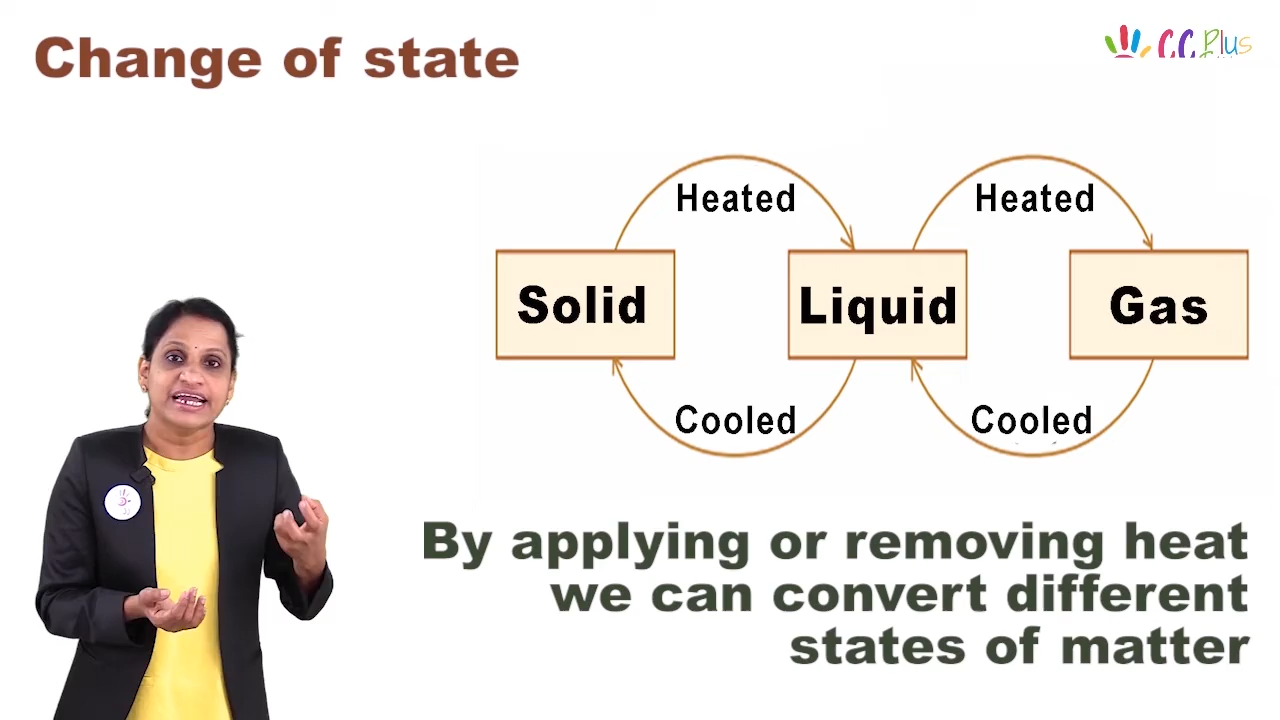 Change of state
CC Plus
Heated
Heated
Solid
Liquid
Gas
Cooled
Cooled
By applying or removing heat
we can convert different
states of matter